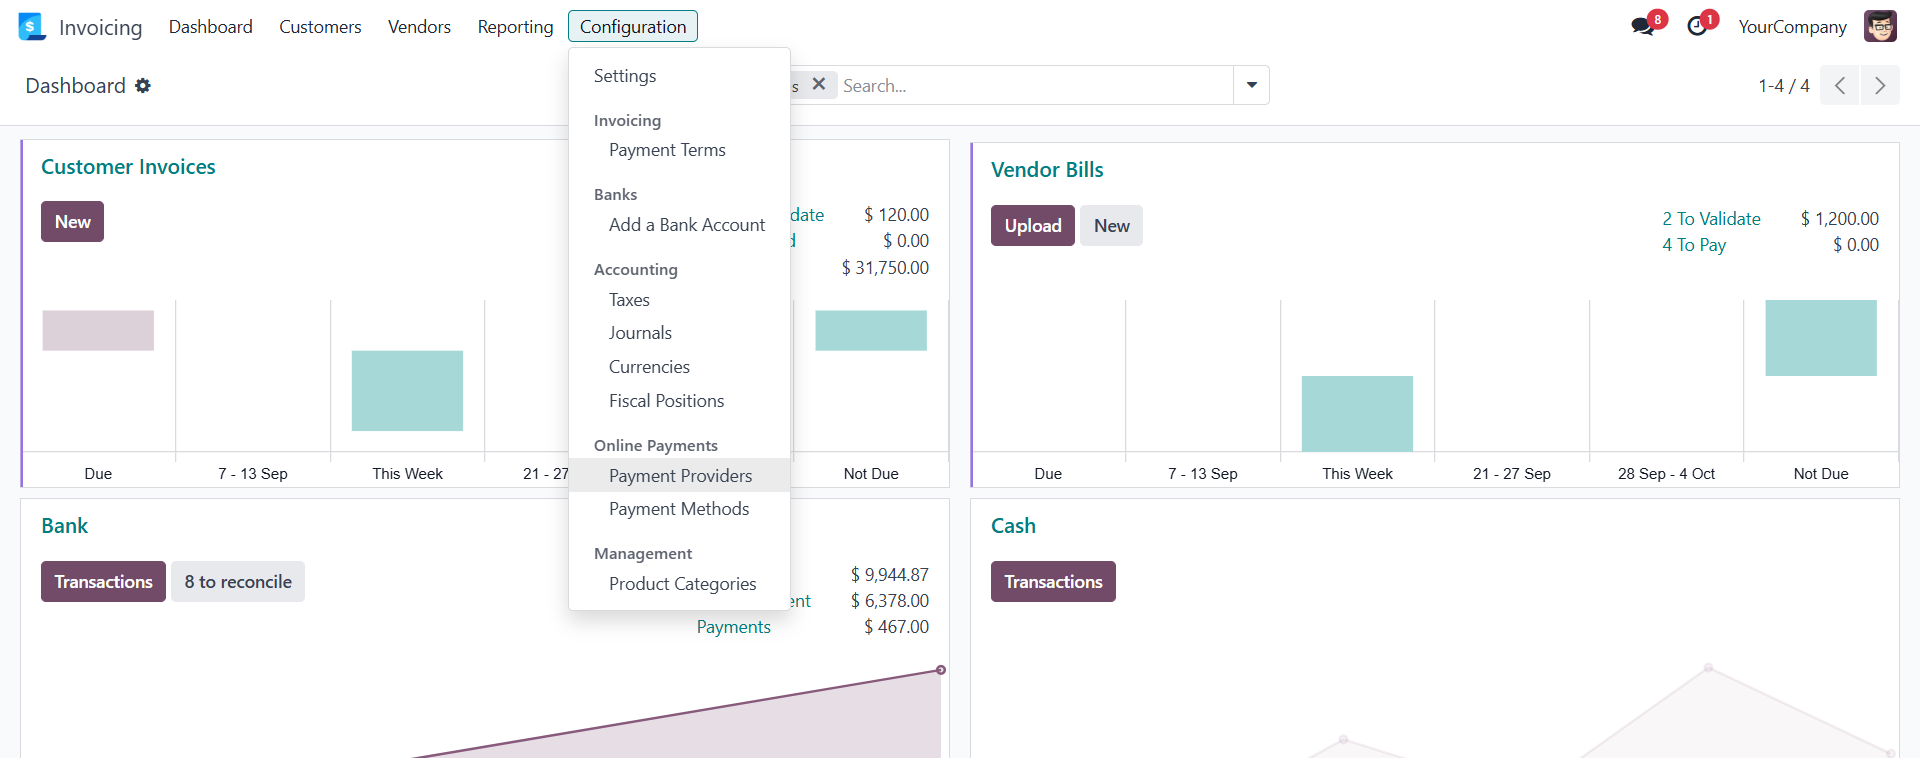 Invoicing Dashboard Customers Vendors Reporting Configuration 8 1 YourCompany
Dashboard s Search... 1-4 / 4
Settings
Invoicing
Payment Terms
Banks
Add a Bank Account
Accounting
Taxes
Journals
Currencies
Fiscal Positions
Online Payments
Payment Providers
Payment Methods
Management
Product Categories
Customer Invoices
New
date $ 120.00
d $ 0.00
$ 31,750.00
Due 7 - 13 Sep This Week 21 - 27 Not Due
Vendor Bills
Upload New
2 To Validate $ 1,200.00
4 To Pay $ 0.00
Due 7 - 13 Sep This Week 21 - 27 Sep 28 Sep - 4 Oct Not Due
Bank
Transactions 8 to reconcile
$ 9,944.87
ent $ 6,378.00
Payments $ 467.00
Cash
Transactions